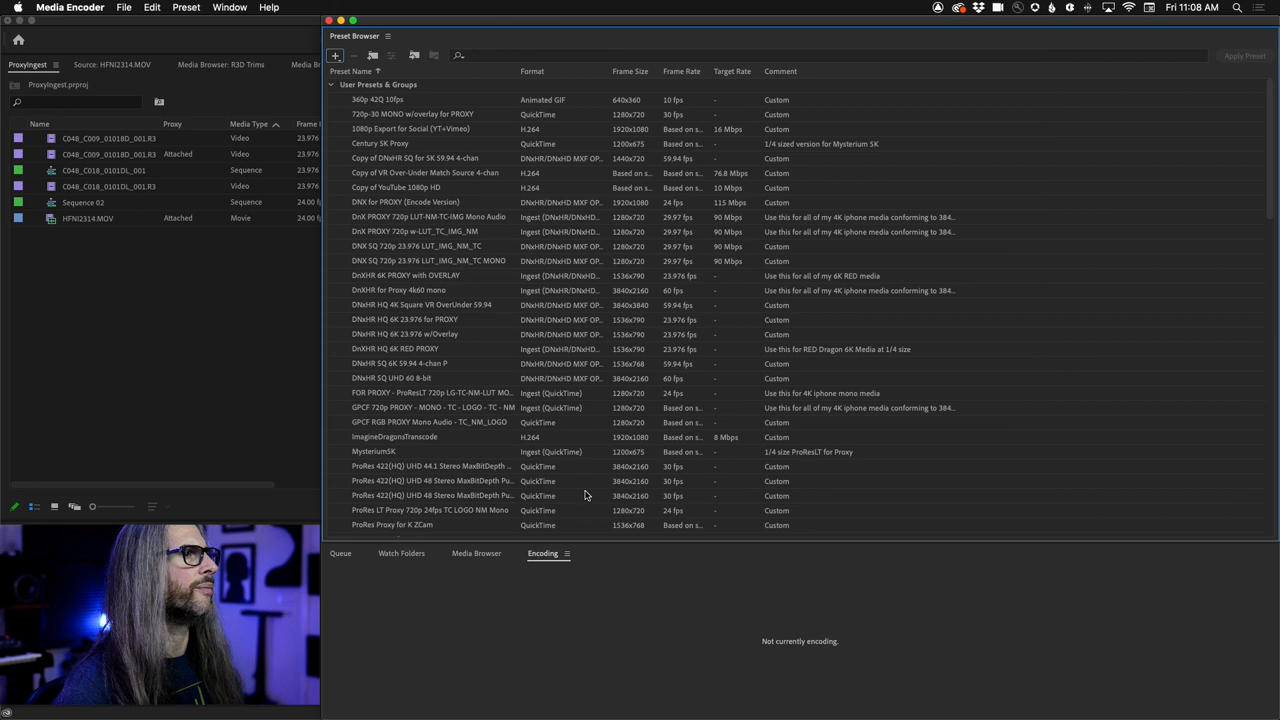 Media Encoder File Edit Preset Window Help Fri 11:08 AM
Preset Browser
ProxyIngest Source: HFNI2314.MOV Media Browser: R3D Trims Media B
ProxyIngest.prproj
Name Proxy Media Type Frame
C048_C009_01018D_001.R3 Video 23.976
C048_C009_01018D_001.R3 Attached Video 23.976
C048_C018_0101DL_001 Sequence 23.976
C048_C018_0101DL_001.R3 Video 23.976
Sequence 02 Sequence 24.00
HFNI2314.MOV Attached Movie 24.00
Apply Preset
Preset Name Format Frame Size Frame Rate Target Rate Comment
User Presets & Groups
360p 42Q 10fps Animated GIF 640x360 10 fps - Custom
720p-30 MONO w/overlay for PROXY QuickTime 1280x720 30 fps - Custom
1080p Export for Social (YT+Vimeo) H.264 1920x1080 Based on s... 16 Mbps Custom
Century 5K Proxy QuickTime 1200x675 Based on s... - 1/4 sized version for Mysterium 5K
Copy of DNxHR SQ for 5K 59.94 4-chan DNxHR/DNxHD MXF OP... 1440x720 59.94 fps - Custom
Copy of VR Over-Under Match Source 4-chan H.264 Based on s... Based on s... 76.8 Mbps Custom
Copy of YouTube 1080p HD H.264 Based on s... Based on s... 10 Mbps Custom
DNX for PROXY (Encode Version) DNxHR/DNxHD MXF OP... 1920x1080 24 fps 115 Mbps Custom
DnX PROXY 720p LUT-NM-TC-IMG Mono Audio Ingest (DNxHR/DNxHD... 1280x720 29.97 fps 90 Mbps Use this for all of my 4K iphone media conforming to 384...
DnX PROXY 720p w-LUT_TC_IMG_NM Ingest (DNxHR/DNxHD... 1280x720 29.97 fps 90 Mbps Use this for all of my 4K iphone media conforming to 384...
DNX SQ 720p 23.976 LUT_IMG_NM_TC DNxHR/DNxHD MXF OP... 1280x720 29.97 fps 90 Mbps Custom
DNX SQ 720p 23.976 LUT_IMG_NM_TC MONO DNxHR/DNxHD MXF OP... 1280x720 29.97 fps 90 Mbps Custom
DnXHR 6K PROXY with OVERLAY Ingest (DNxHR/DNxHD... 1536x790 23.976 fps - Use this for all of my 6K RED media
DnXHR for Proxy 4k60 mono Ingest (DNxHR/DNxHD... 3840x2160 60 fps - Use this for all of my 4K iphone media conforming to 384...
DNxHR HQ 4K Square VR OverUnder 59.94 DNxHR/DNxHD MXF OP... 3840x3840 59.94 fps - Custom
DNxHR HQ 6K 23.976 for PROXY DNxHR/DNxHD MXF OP... 1536x790 23.976 fps - Custom
DNxHR HQ 6K 23.976 w/Overlay DNxHR/DNxHD MXF OP... 1536x790 23.976 fps - Custom
DnXHR HQ 6K RED PROXY Ingest (DNxHR/DNxHD... 1536x790 23.976 fps - Use this for RED Dragon 6K Media at 1/4 size
DNxHR SQ 6K 59.94 4-chan P DNxHR/DNxHD MXF OP... 1536x768 59.94 fps - Custom
DNxHR SQ UHD 60 8-bit DNxHR/DNxHD MXF OP... 3840x2160 60 fps - Custom
FOR PROXY - ProResLT 720p LG-TC-NM-LUT MO... Ingest (QuickTime) 1280x720 24 fps - Use this for 4K iphone mono media
GPCF 720p PROXY - MONO - TC - LOGO - TC - NM Ingest (QuickTime) 1280x720 Based on s... - Use this for all of my 4K iphone media conforming to 384...
GPCF RGB PROXY Mono Audio - TC_NM_LOGO QuickTime 1280x720 Based on s... - Custom
ImagineDragonsTranscode H.264 1920x1080 Based on s... 8 Mbps Custom
Mysterium5K Ingest (QuickTime) 1200x675 Based on s... - 1/4 size ProResLT for Proxy
ProRes 422(HQ) UHD 44.1 Stereo MaxBitDepth ... QuickTime 3840x2160 30 fps - Custom
ProRes 422(HQ) UHD 48 Stereo MaxBitDepth Pu... QuickTime 3840x2160 30 fps - Custom
ProRes 422(HQ) UHD 48 Stereo MaxBitDepth Pu... QuickTime 3840x2160 30 fps - Custom
ProRes LT Proxy 720p 24fps TC LOGO NM Mono QuickTime 1280x720 24 fps - Custom
ProRes Proxy for K ZCam QuickTime 1536x768 Based on s... - Custom
Queue Watch Folders Media Browser Encoding
Not currently encoding.